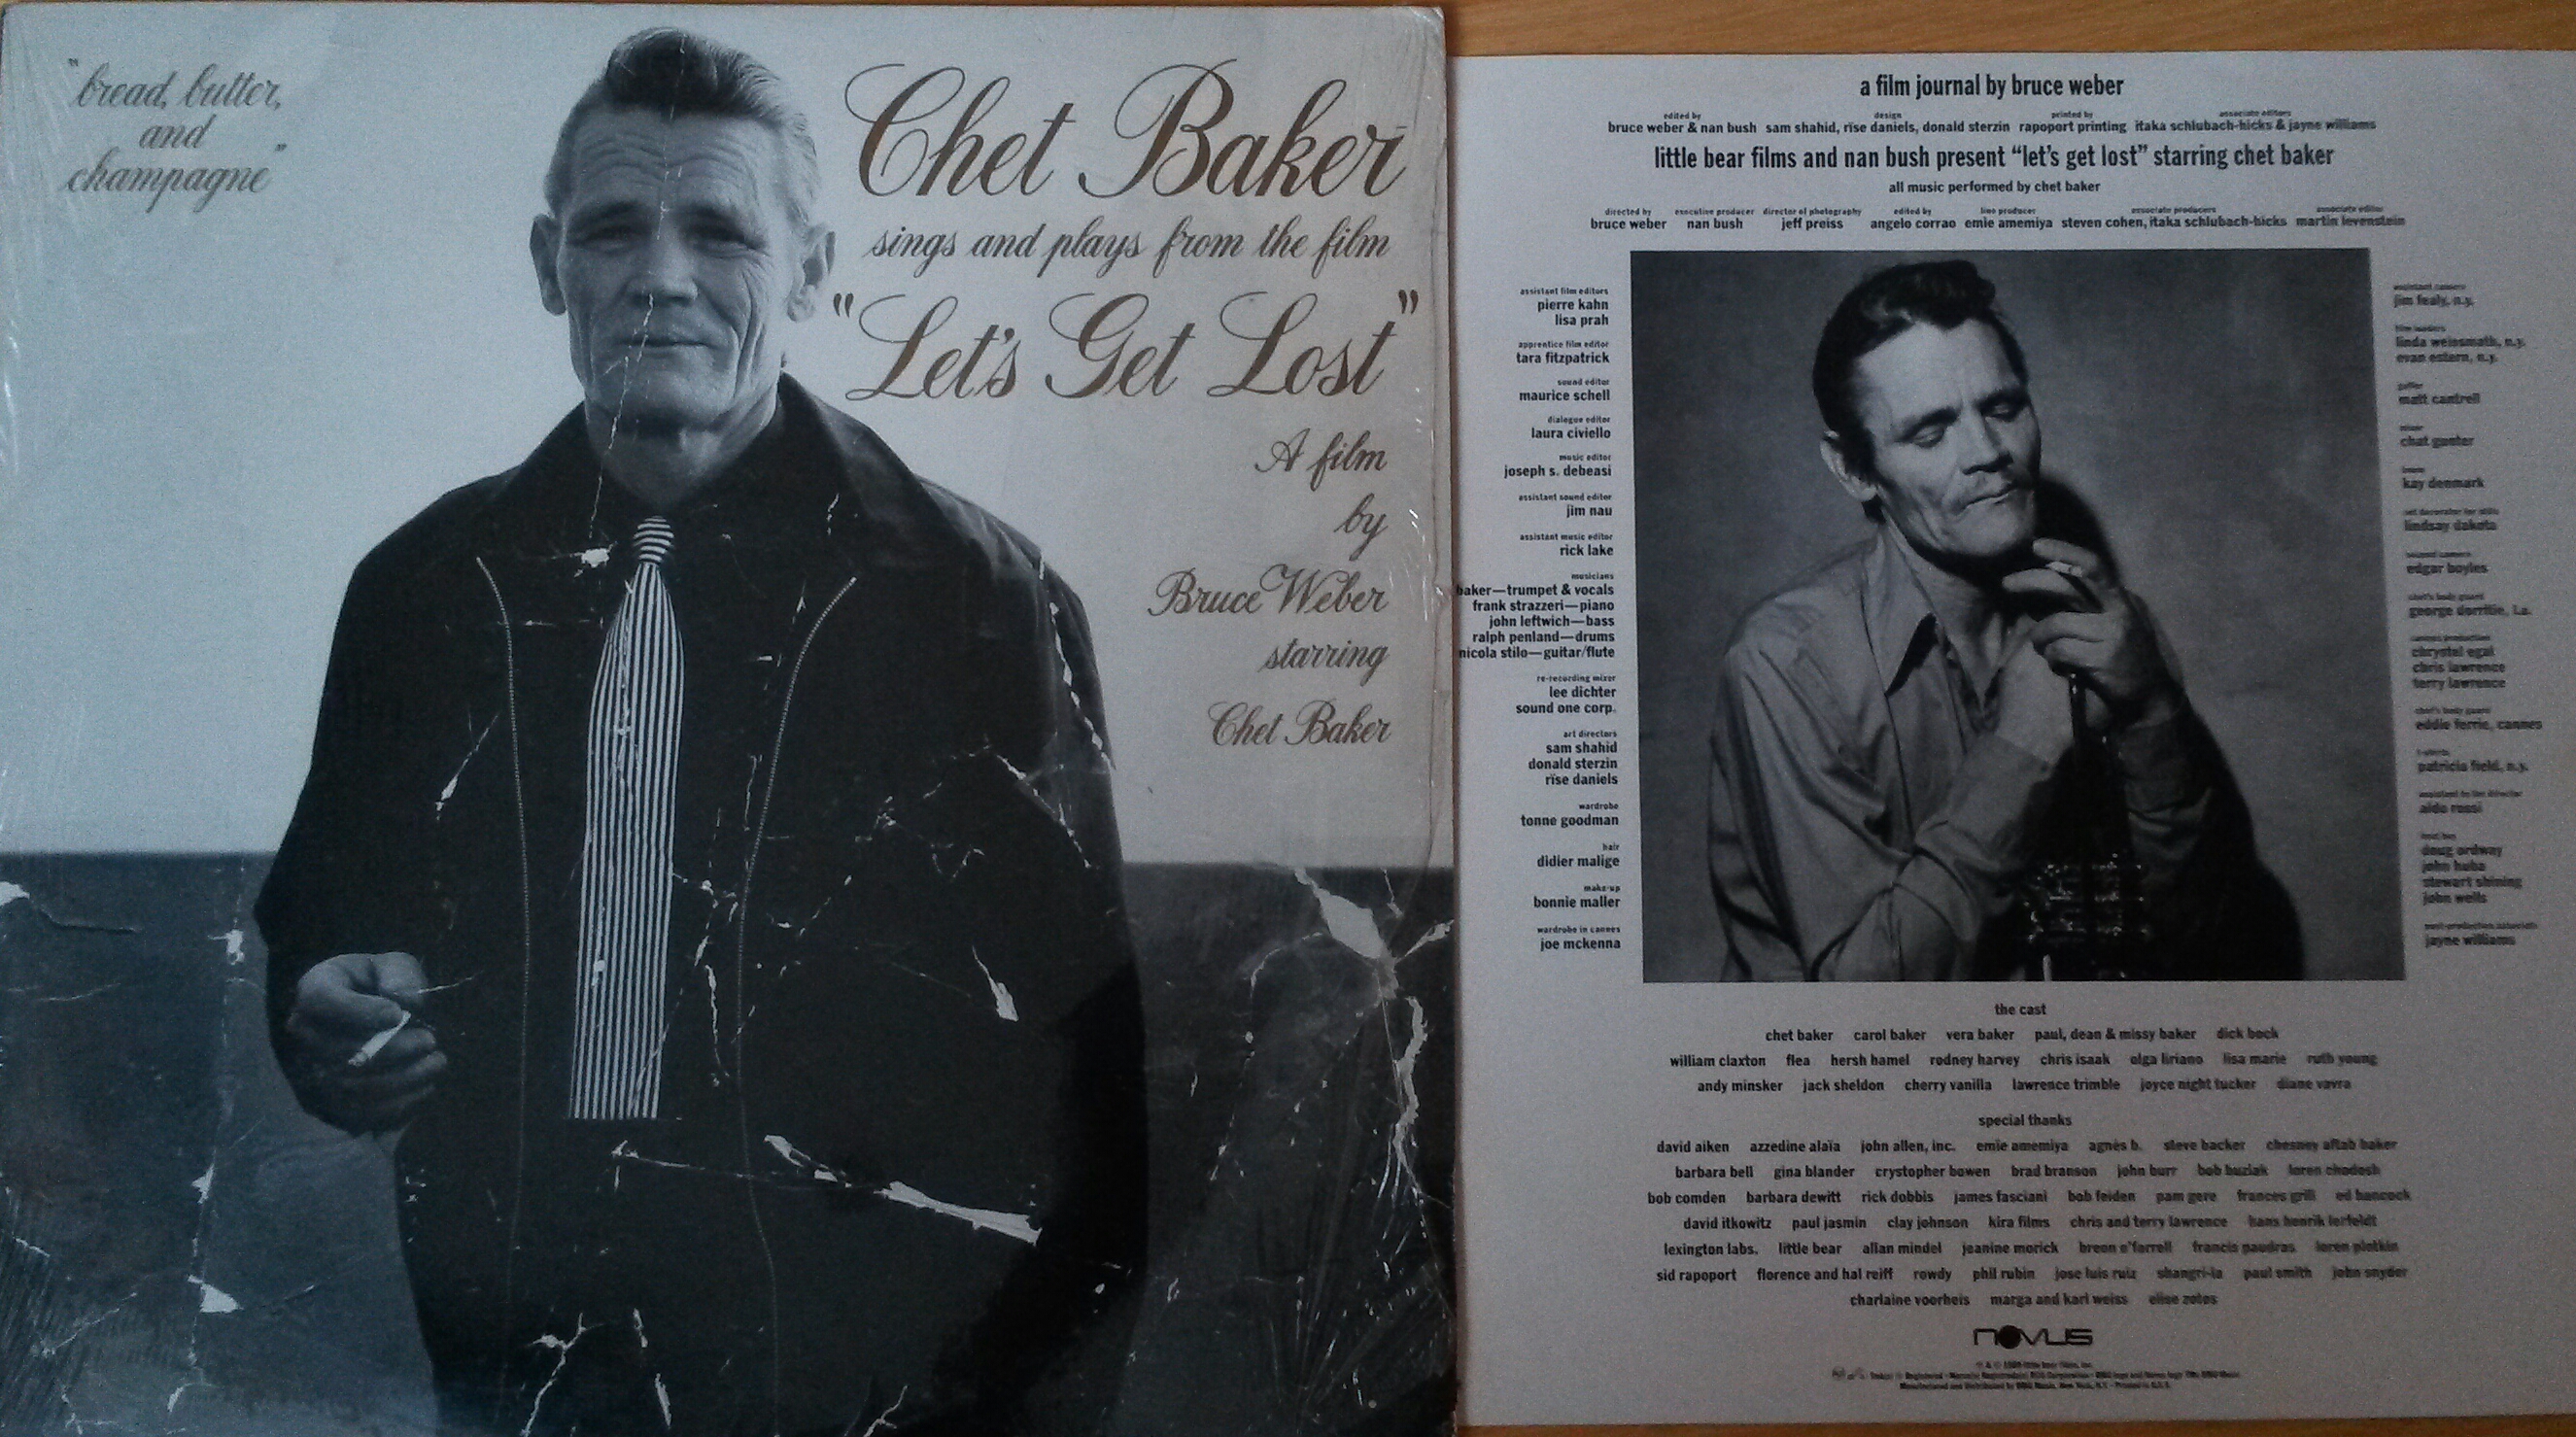 "bread, butter,
and
champagne"
Chet Baker
sings and plays from the film
"Let's Get Lost"
A film
by
Bruce Weber
starring
Chet Baker
a film journal by bruce weber
edited by design printed by associate editors
bruce weber & nan bush sam shahid, rïse daniels, donald sterzin rapoport printing itaka schlubach-hicks & jayne williams
little bear films and nan bush present “let's get lost” starring chet baker
all music performed by chet baker
directed by executive producer director of photography edited by line producer associate producers associate editor
bruce weber nan bush jeff preiss angelo corrao emie amemiya steven cohen, itaka schlubach-hicks martin levenstein
assistant film editors
pierre kahn
lisa prah
apprentice film editor
tara fitzpatrick
sound editor
maurice schell
dialogue editor
laura civiello
music editor
joseph s. debeasi
assistant sound editor
jim nau
assistant music editor
rick lake
musicians
baker—trumpet & vocals
frank strazzeri—piano
john leftwich—bass
ralph penland—drums
nicola stilo—guitar/flute
re-recording mixer
lee dichter
sound one corp.
art directors
sam shahid
donald sterzin
rïse daniels
wardrobe
tonne goodman
hair
didier malige
make-up
bonnie maller
wardrobe in cannes
joe mckenna
assistant camera
jim fealy, n.y.
film loaders
linda weinsmath, n.y.
evan estern, n.y.
gaffer
matt cantrell
mixer
chat gunter
kay denmark
lindsay dakota
second camera
edgar boyles
chet's body guard
george dorritie, l.a.
cannes production
chrystel egal
chris lawrence
terry lawrence
chet's body guard
eddie ferrie, cannes
t-shirts
patricia field, n.y.
assistant to the director
aldo rossi
doug ordway
john huba
stewart shining
john wells
jayne williams
the cast
chet baker carol baker vera baker paul, dean & missy baker dick bock
william claxton flea hersh hamel rodney harvey chris isaak olga liriano lisa marie ruth young
andy minsker jack sheldon cherry vanilla lawrence trimble joyce night tucker diane vavra
special thanks
david aiken azzedine alaïa john allen, inc. emie amemiya agnès b. steve backer chesney aftab baker
barbara bell gina blander crystopher bowen brad branson john burr bob buziak loren chodosh
bob comden barbara dewitt rick dobbis james fasciani bob feiden pam gere frances grill ed hancock
david itkowitz paul jasmin clay johnson kira films chris and terry lawrence hans henrik lerfeldt
lexington labs. little bear allan mindel jeanine morick breen o'farrell francis paudras loren plotkin
sid rapoport florence and hal reiff rowdy phil rubin jose luis ruiz shangri-la paul smith john snyder
charlaine voorheis marga and karl weiss elise zotos
NOVUS